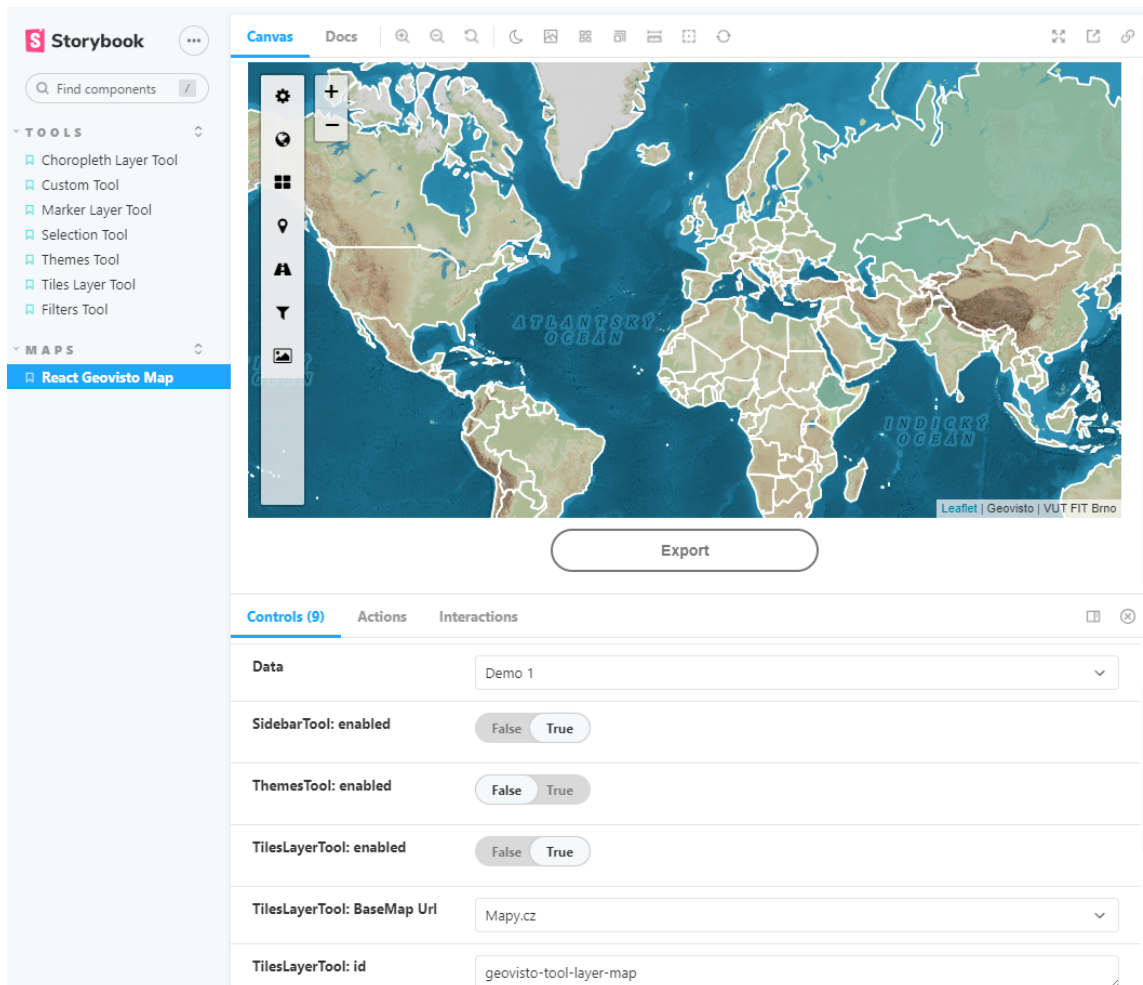 Storybook
Find components /
TOOLS
Choropleth Layer Tool
Custom Tool
Marker Layer Tool
Selection Tool
Themes Tool
Tiles Layer Tool
Filters Tool
MAPS
React Geovisto Map
Canvas Docs
+
−
ATLANTSKÝ
OCEÁN
INDICKÝ
OCEÁN
Leaflet | Geovisto | VUT FIT Brno
Export
Controls (9) Actions Interactions
Data Demo 1
SidebarTool: enabled False True
ThemesTool: enabled False True
TilesLayerTool: enabled False True
TilesLayerTool: BaseMap Url Mapy.cz
TilesLayerTool: id geovisto-tool-layer-map